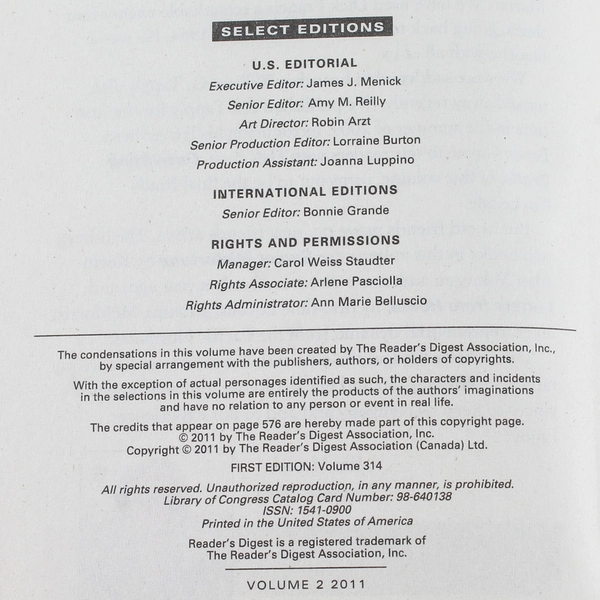 SELECT EDITIONS
U.S. EDITORIAL
Executive Editor: James J. Menick
Senior Editor: Amy M. Reilly
Art Director: Robin Arzt
Senior Production Editor: Lorraine Burton
Production Assistant: Joanna Luppino
INTERNATIONAL EDITIONS
Senior Editor: Bonnie Grande
RIGHTS AND PERMISSIONS
Manager: Carol Weiss Staudter
Rights Associate: Arlene Pasciolla
Rights Administrator: Ann Marie Belluscio
The condensations in this volume have been created by The Reader's Digest Association, Inc.,
by special arrangement with the publishers, authors, or holders of copyrights.
With the exception of actual personages identified as such, the characters and incidents
in the selections in this volume are entirely the products of the authors' imaginations
and have no relation to any person or event in real life.
The credits that appear on page 576 are hereby made part of this copyright page.
© 2011 by The Reader's Digest Association, Inc.
Copyright © 2011 by The Reader's Digest Association (Canada) Ltd.
FIRST EDITION: Volume 314
All rights reserved. Unauthorized reproduction, in any manner, is prohibited.
Library of Congress Catalog Card Number: 98-640138
ISSN: 1541-0900
Printed in the United States of America
Reader's Digest is a registered trademark of
The Reader's Digest Association, Inc.
VOLUME 2 2011